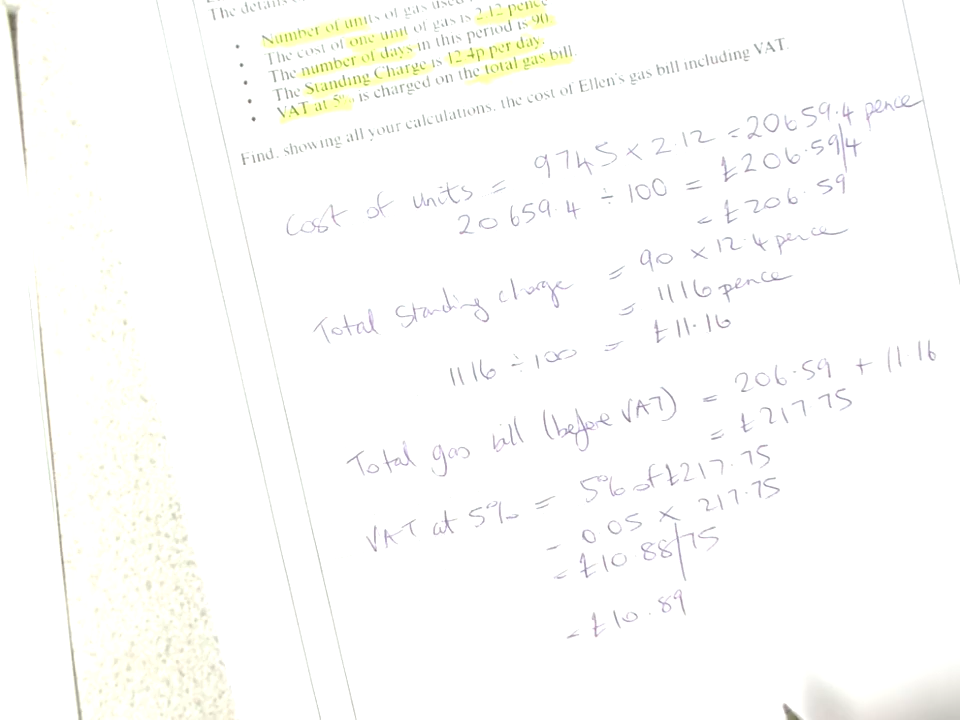 The details
Number of units of gas used
The cost of one unit of gas is 2.12 pence
The number of days in this period is 90.
The Standing Charge is 12.4p per day.
VAT at 5% is charged on the total gas bill.
Find, showing all your calculations, the cost of Ellen's gas bill including VAT.
Cost of units = 9745 × 2.12 = 20659.4 pence
20659.4 ÷ 100 = £206.59|4
= £206.59
Total Standing charge = 90 × 12.4 pence
= 1116 pence
1116 ÷ 100 = £11.16
Total gas bill (before VAT) = 206.59 + 11.16
= £217.75
VAT at 5% = 5% of £217.75
= 0.05 × 217.75
= £10.88|75
= £10.89